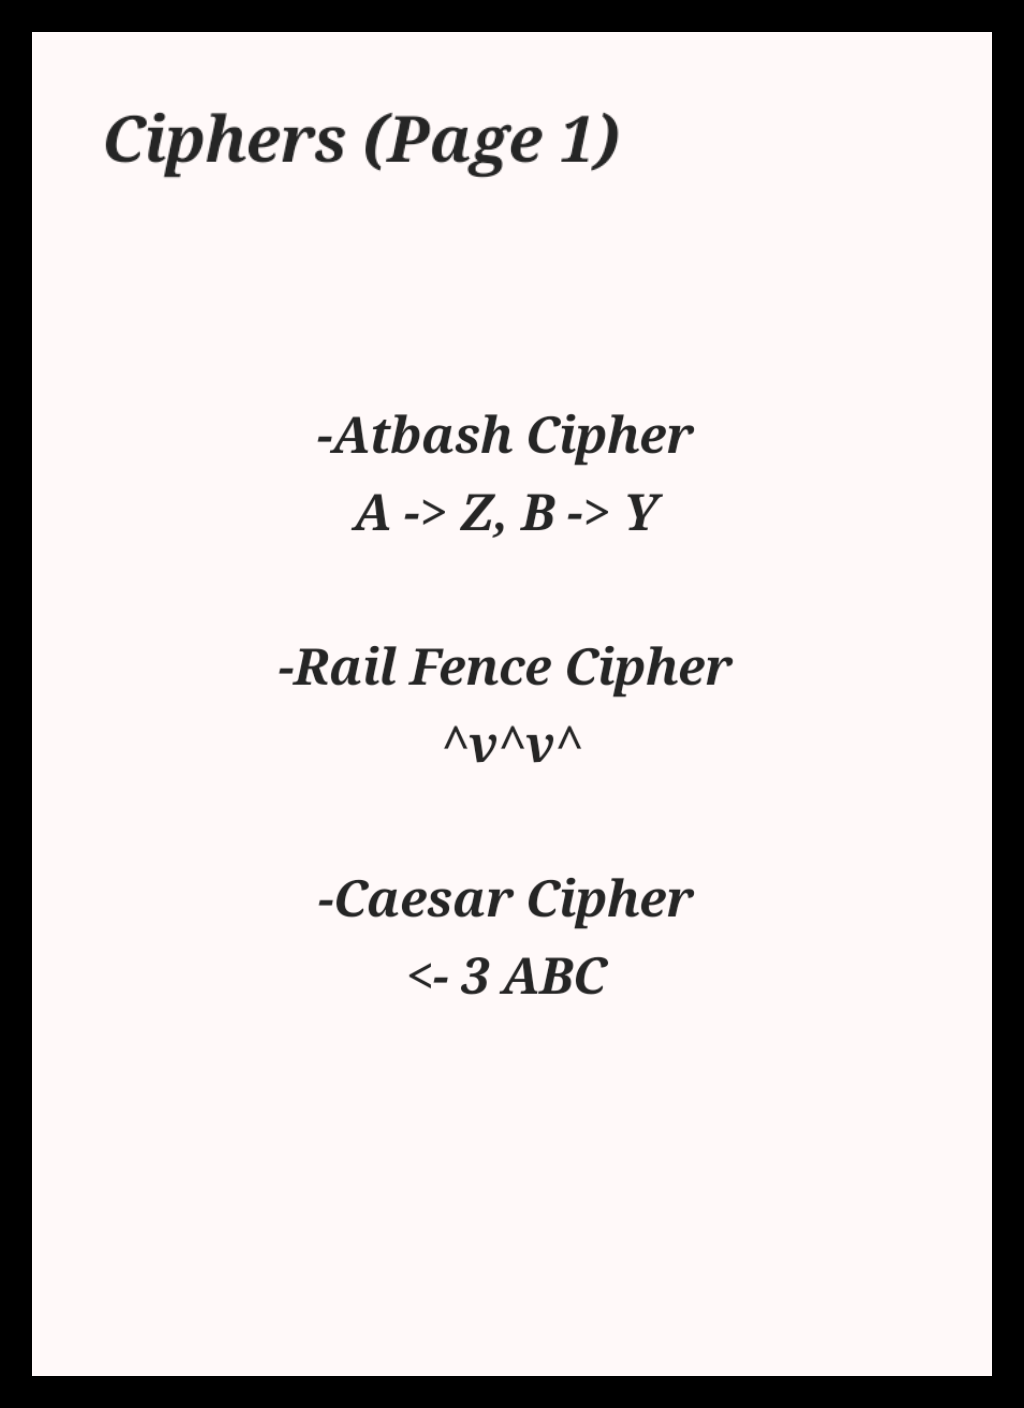 Ciphers (Page 1)
-Atbash Cipher
A -> Z, B -> Y
-Rail Fence Cipher
^v^v^
-Caesar Cipher
<- 3 ABC